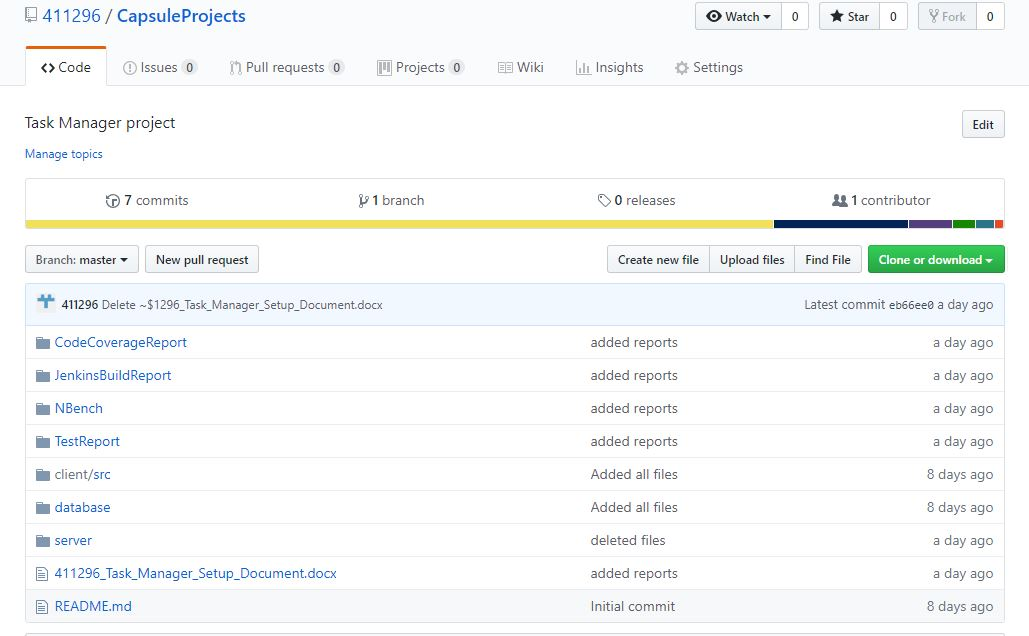 411296 / CapsuleProjects
Watch 0 Star 0 Fork 0
Code Issues 0 Pull requests 0 Projects 0 Wiki Insights Settings
Task Manager project Edit
Manage topics
7 commits 1 branch 0 releases 1 contributor
Branch: master New pull request Create new file Upload files Find File Clone or download
411296 Delete ~$1296_Task_Manager_Setup_Document.docx Latest commit eb66ee0 a day ago
CodeCoverageReport added reports a day ago
JenkinsBuildReport added reports a day ago
NBench added reports a day ago
TestReport added reports a day ago
client/src Added all files 8 days ago
database Added all files 8 days ago
server deleted files a day ago
411296_Task_Manager_Setup_Document.docx added reports a day ago
README.md Initial commit 8 days ago